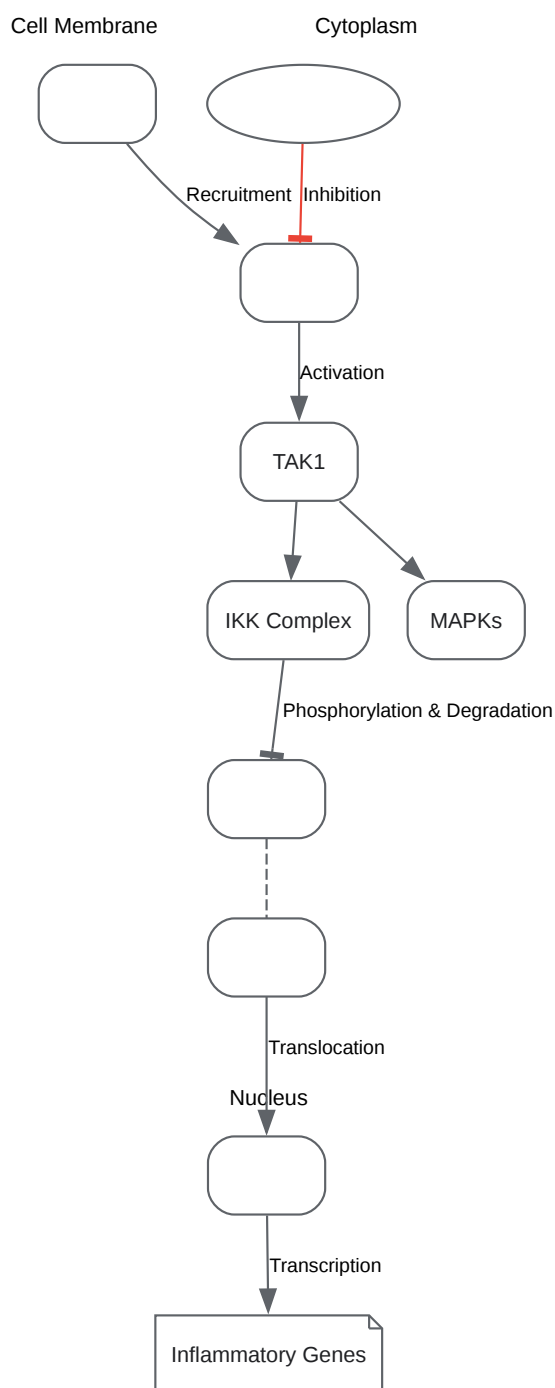 Cell Membrane
Cytoplasm
Recruitment
Inhibition
Activation
TAK1
IKK Complex
MAPKs
Phosphorylation & Degradation
Translocation
Nucleus
Transcription
Inflammatory Genes